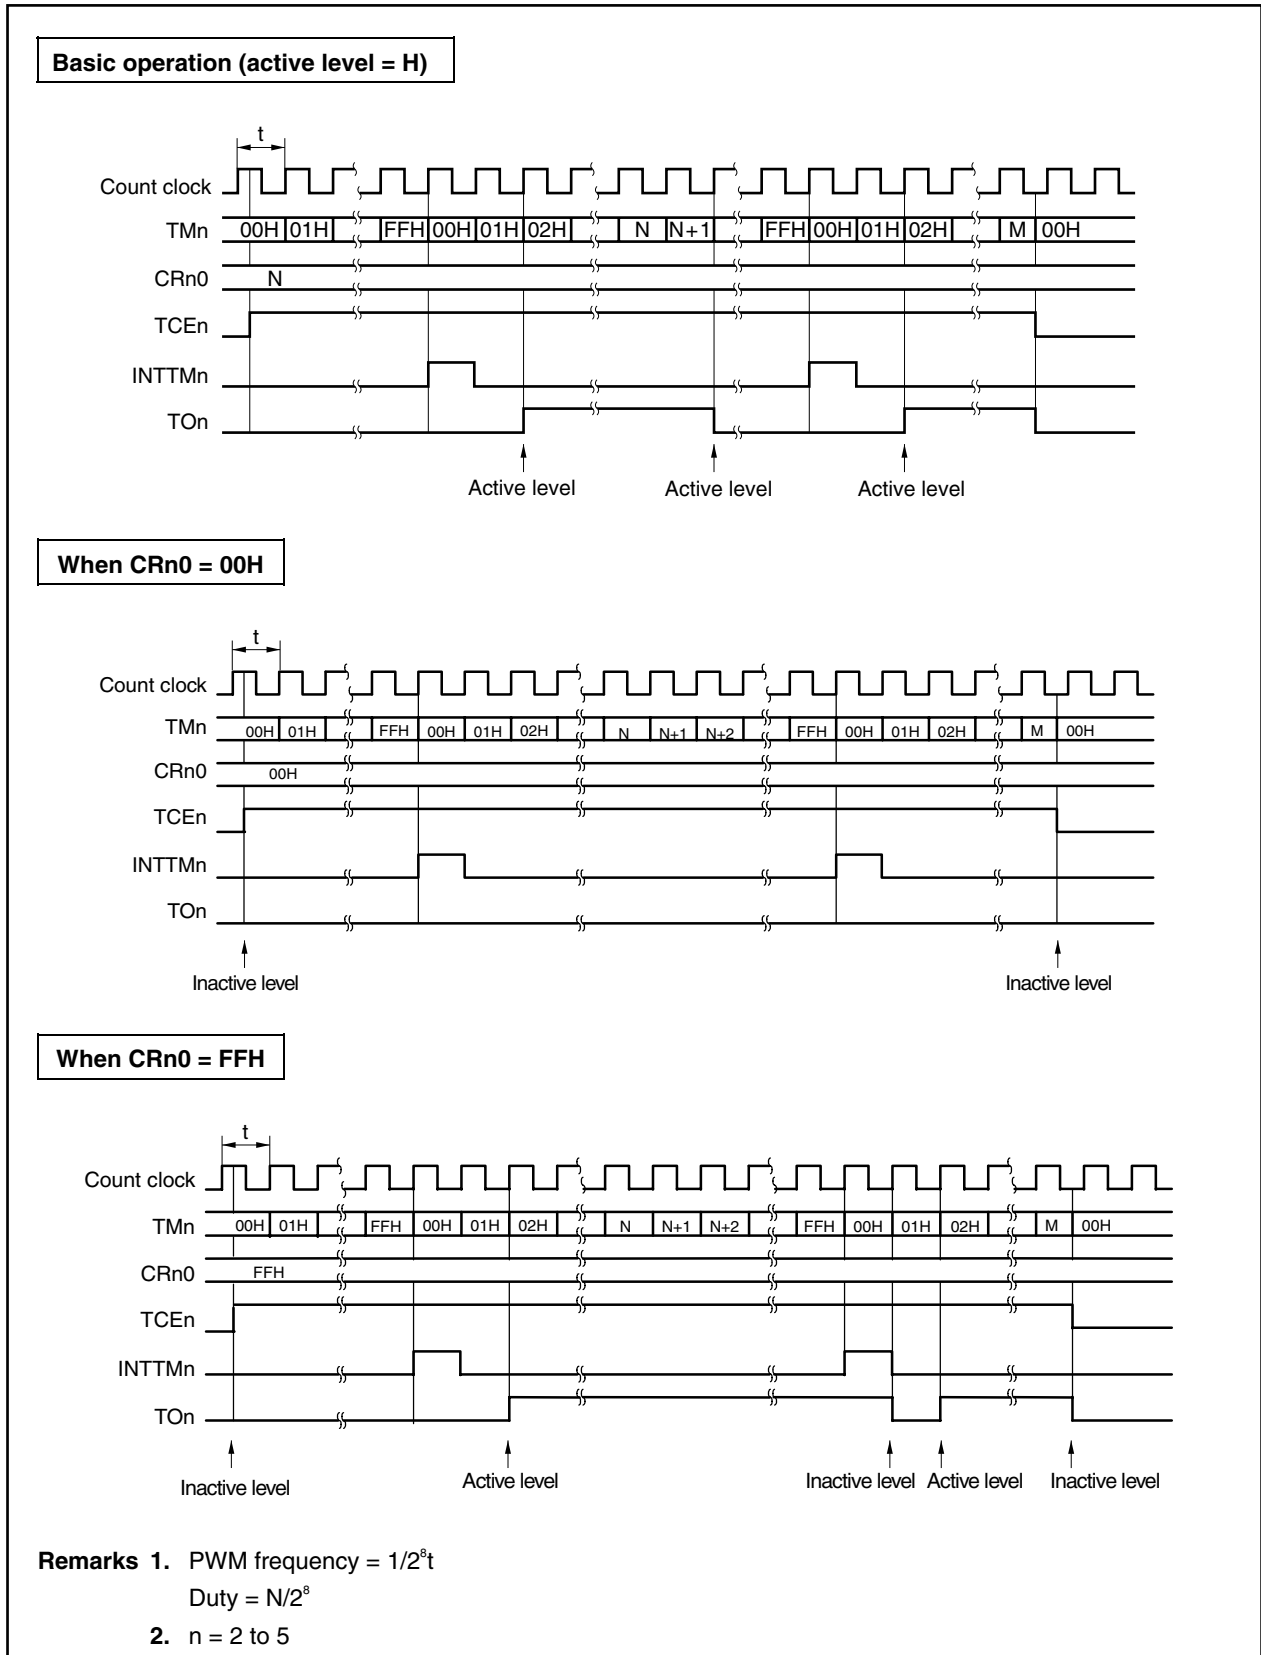 Basic operation (active level = H)
t
Count clock
TMn 00H 01H FFH 00H 01H 02H N N+1 FFH 00H 01H 02H M 00H
CRn0 N
TCEn
INTTMn
TOn
Active level Active level Active level
When CRn0 = 00H
t
Count clock
TMn 00H 01H FFH 00H 01H 02H N N+1 N+2 FFH 00H 01H 02H M 00H
CRn0 00H
TCEn
INTTMn
TOn
Inactive level Inactive level
When CRn0 = FFH
t
Count clock
TMn 00H 01H FFH 00H 01H 02H N N+1 N+2 FFH 00H 01H 02H M 00H
CRn0 FFH
TCEn
INTTMn
TOn
Inactive level Active level Inactive level Active level Inactive level
Remarks 1. PWM frequency = 1/2⁸t
Duty = N/2⁸
2. n = 2 to 5